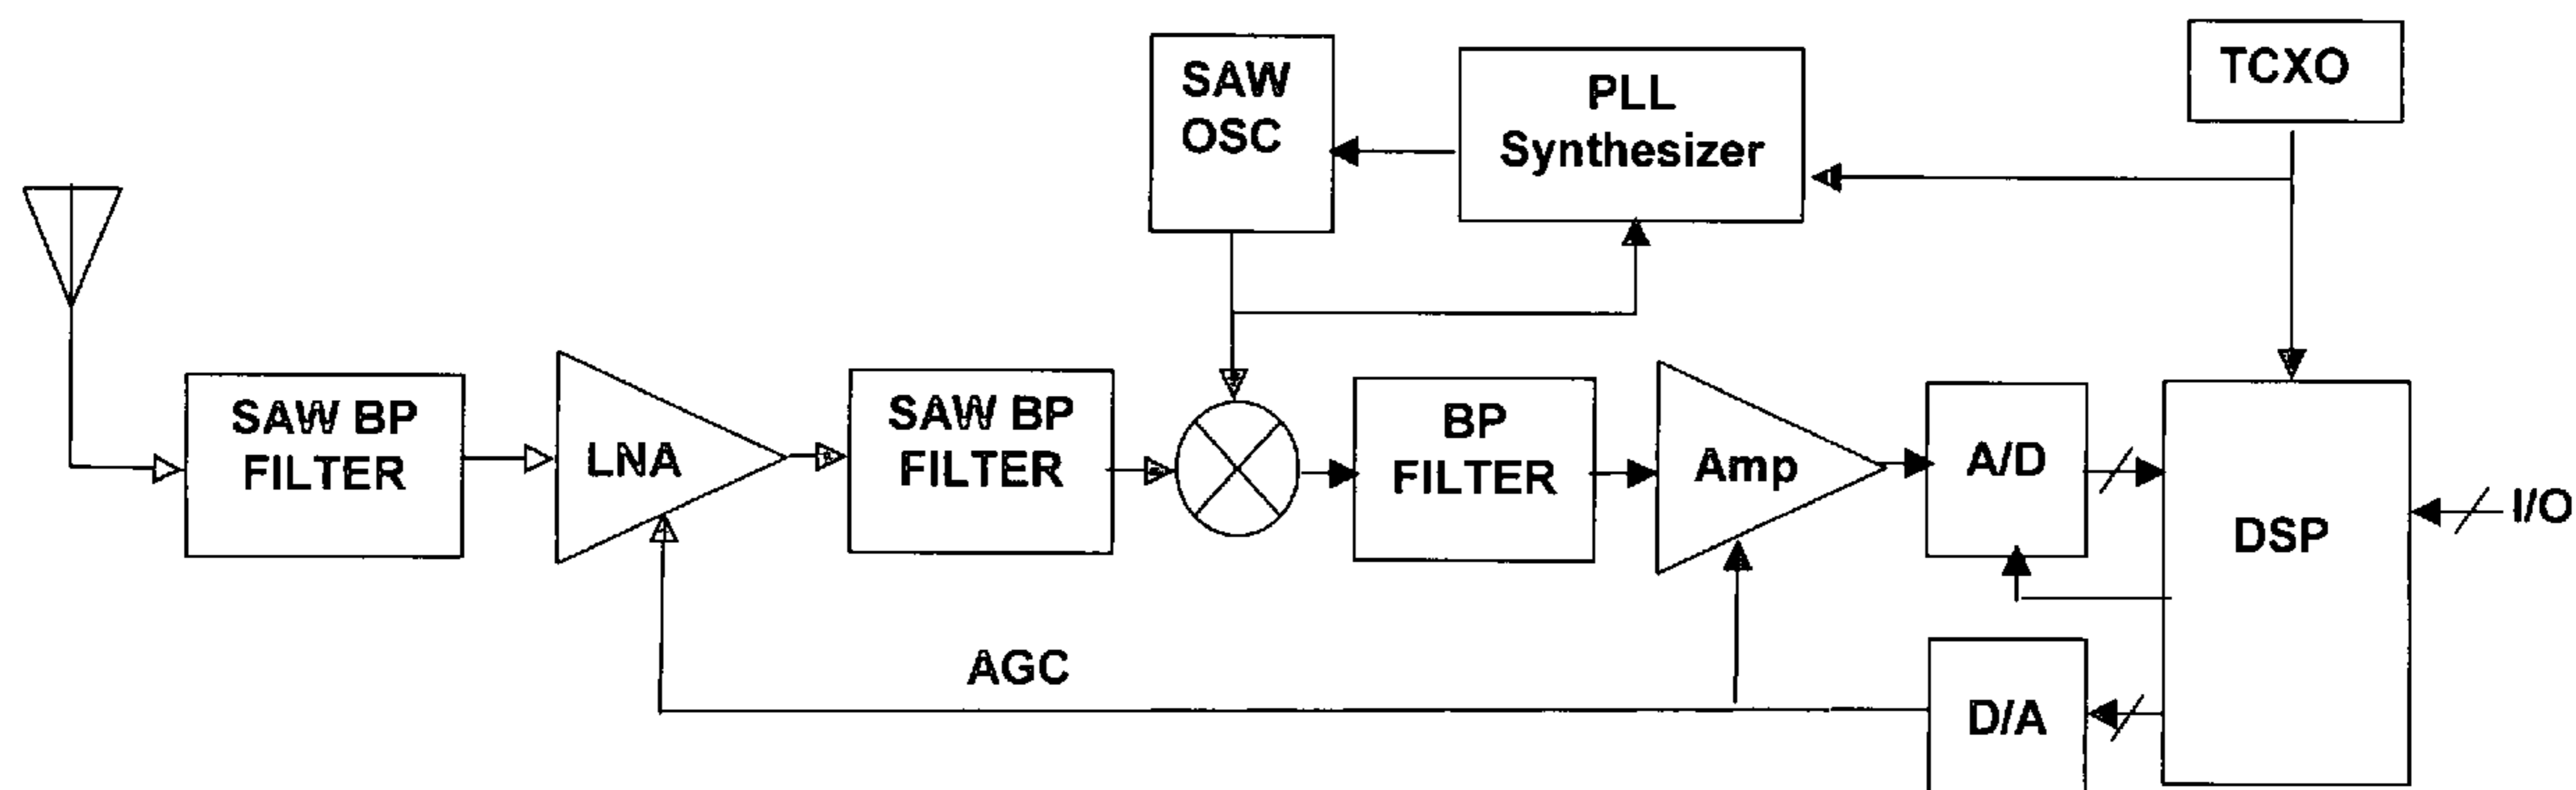 SAW
OSC
PLL
Synthesizer
TCXO
SAW BP
FILTER
LNA
SAW BP
FILTER
BP
FILTER
Amp
A/D
DSP
I/O
AGC
D/A